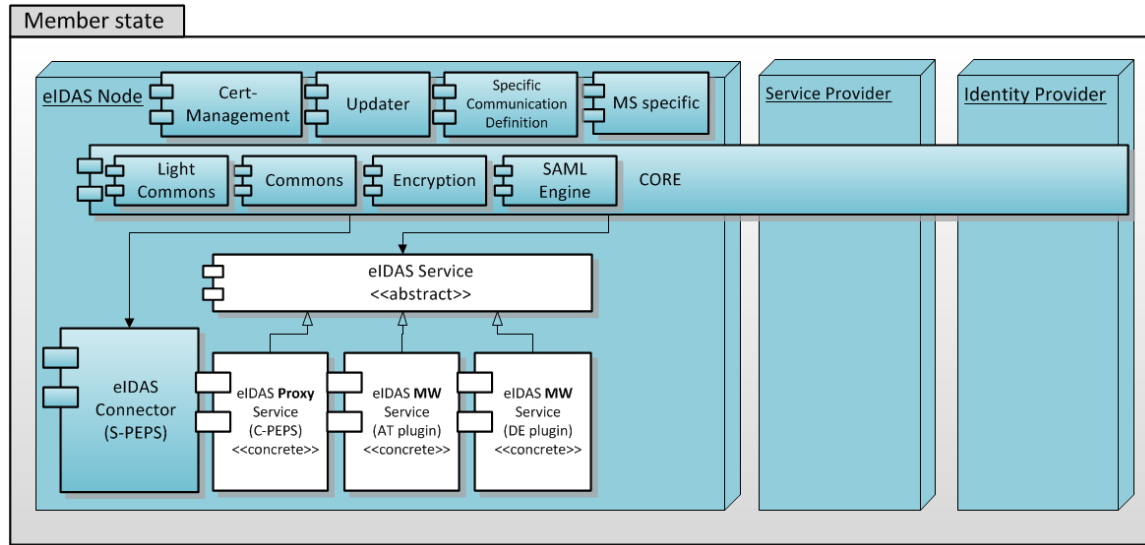 Member state
eIDAS Node
Cert-
Management
Updater
Specific
Communication
Definition
MS specific
Service Provider
Identity Provider
Light
Commons
Commons
Encryption
SAML
Engine
CORE
eIDAS Service
<<abstract>>
eIDAS
Connector
(S-PEPS)
eIDAS Proxy
Service
(C-PEPS)
<<concrete>>
eIDAS MW
Service
(AT plugin)
<<concrete>>
eIDAS MW
Service
(DE plugin)
<<concrete>>